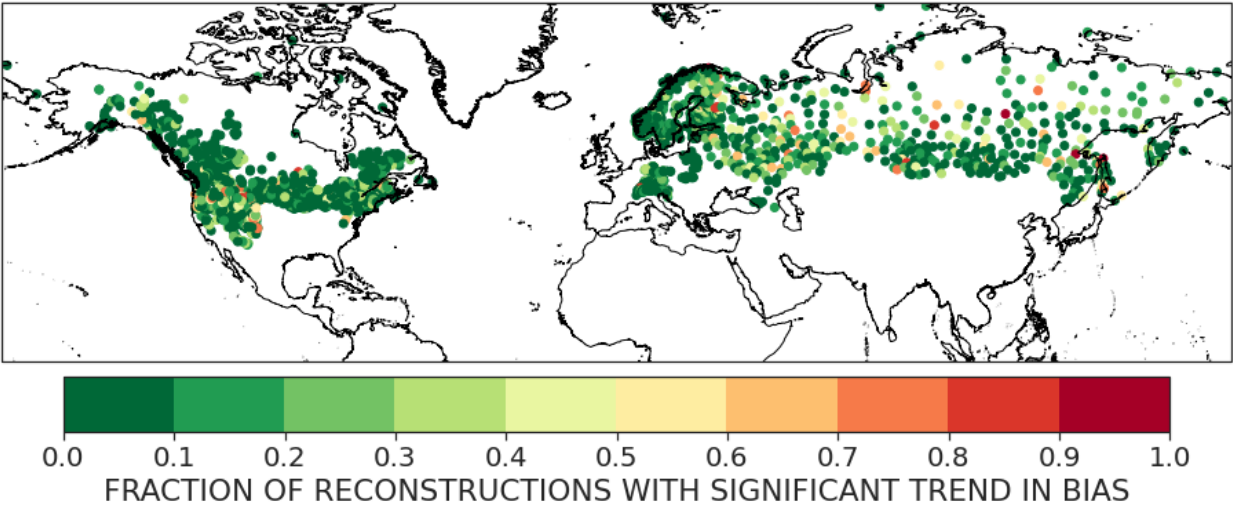 0.0 0.1 0.2 0.3 0.4 0.5 0.6 0.7 0.8 0.9 1.0
FRACTION OF RECONSTRUCTIONS WITH SIGNIFICANT TREND IN BIAS